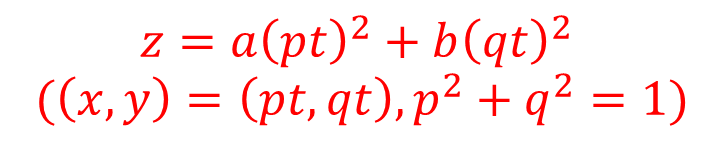 z = a(pt)² + b(qt)²
((x, y) = (pt, qt), p² + q² = 1)